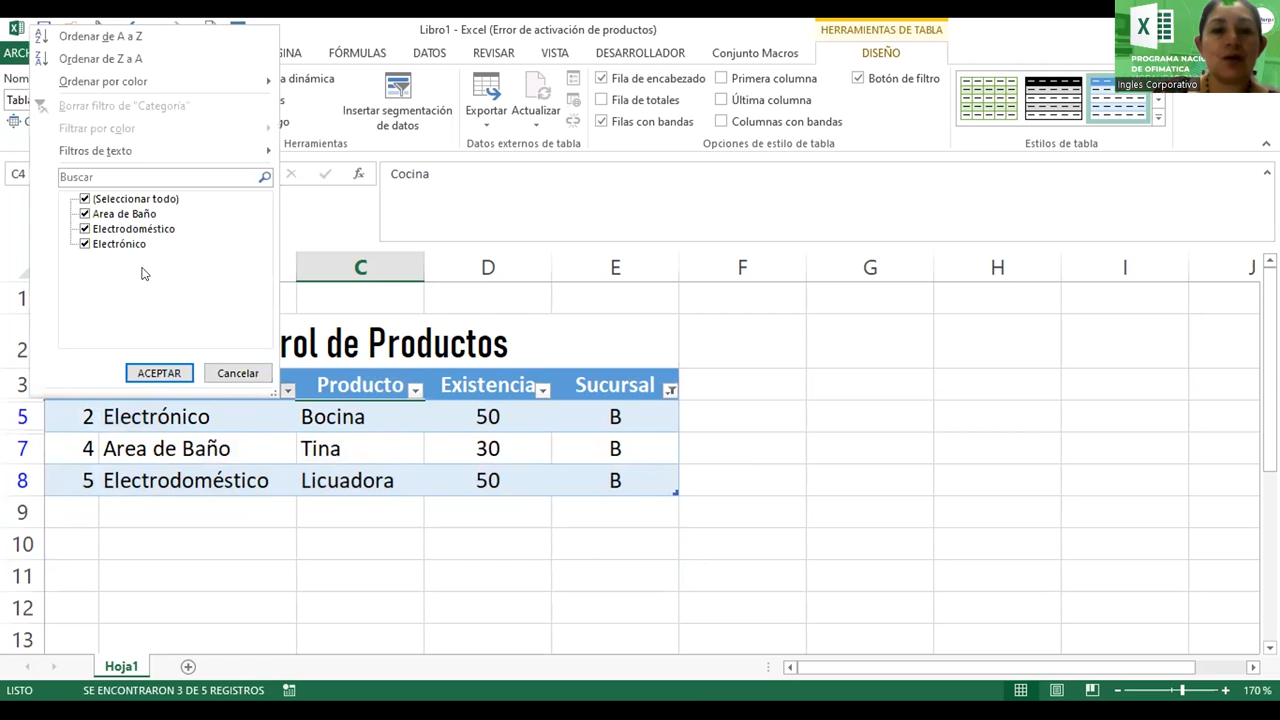 Libro1 - Excel (Error de activación de productos)
HERRAMIENTAS DE TABLA
ARCH
GINA
FÓRMULAS
DATOS
REVISAR
VISTA
DESARROLLADOR
Conjunto Macros
DISEÑO
PROGRAMA NACIO
DE OFIMÁTICA
Ingles Corporativo
Ordenar de A a Z
Ordenar de Z a A
Ordenar por color
Borrar filtro de "Categoría"
Filtrar por color
Filtros de texto
Buscar
(Seleccionar todo)
Area de Baño
Electrodoméstico
Electrónico
ACEPTAR
Cancelar
Nom
Tabl
dinámica
go
Insertar segmentación
de datos
Herramientas
Exportar
Actualizar
Datos externos de tabla
Fila de encabezado
Primera columna
Botón de filtro
Fila de totales
Última columna
Filas con bandas
Columnas con bandas
Opciones de estilo de tabla
Estilos de tabla
C4
fx
Cocina
C D E F G H I J
1
2 rol de Productos
3 Producto Existencia Sucursal
5 2 Electrónico Bocina 50 B
7 4 Area de Baño Tina 30 B
8 5 Electrodoméstico Licuadora 50 B
9
10
11
12
13
Hoja1
LISTO
SE ENCONTRARON 3 DE 5 REGISTROS
170 %